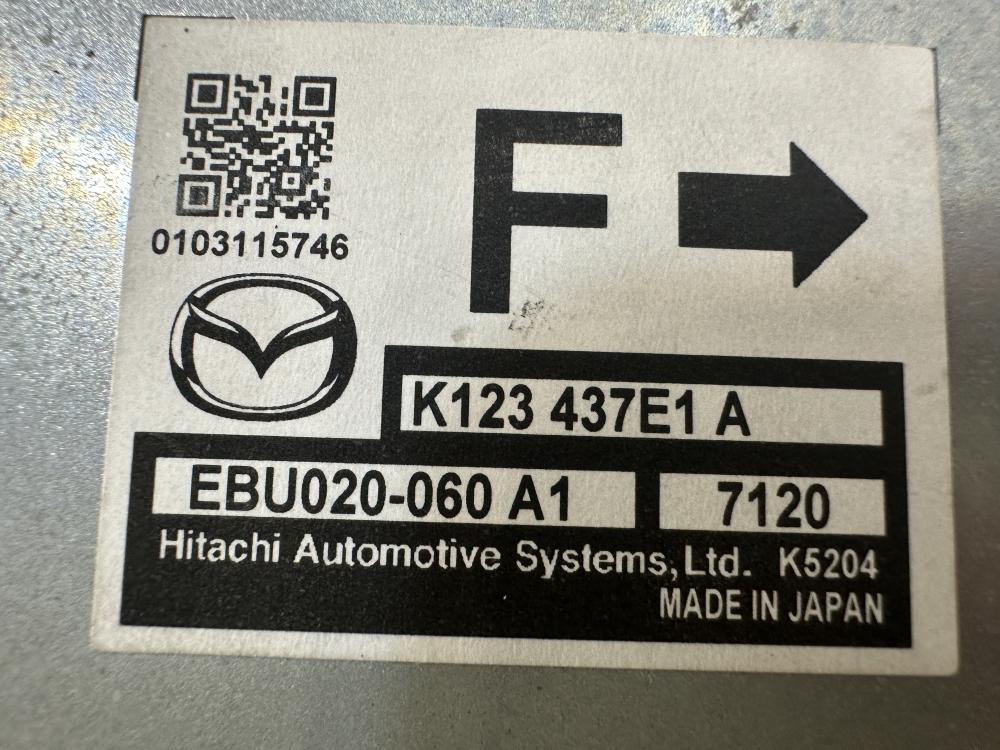 F
0103115746
K123 437E1 A
EBU020-060 A1 7120
Hitachi Automotive Systems,Ltd. K5204
MADE IN JAPAN